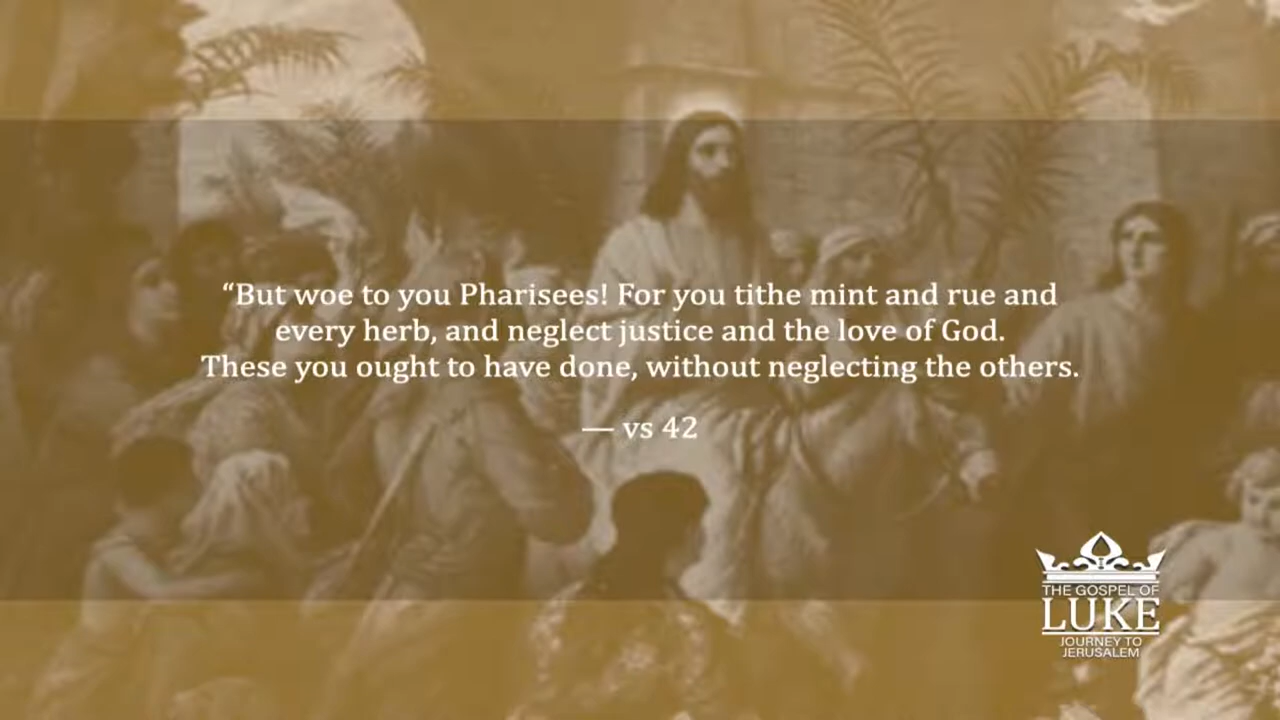 “But woe to you Pharisees! For you tithe mint and rue and
every herb, and neglect justice and the love of God.
These you ought to have done, without neglecting the others.
— vs 42
THE GOSPEL OF
LUKE
JOURNEY TO
JERUSALEM